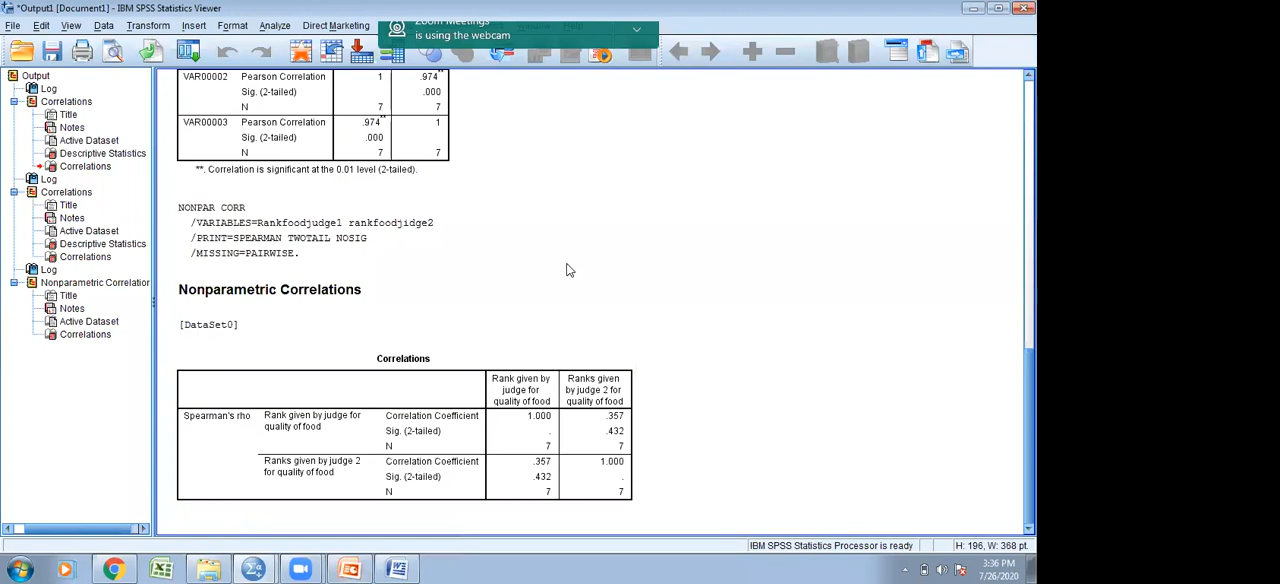 *Output1 [Document1] - IBM SPSS Statistics Viewer
File Edit View Data Transform Insert Format Analyze Direct Marketing
Zoom Meetings
is using the webcam
Output
Log
Correlations
Title
Notes
Active Dataset
Descriptive Statistics
Correlations
Log
Correlations
Title
Notes
Active Dataset
Descriptive Statistics
Correlations
Log
Nonparametric Correlation
Title
Notes
Active Dataset
Correlations
VAR00002 Pearson Correlation 1 .974**
Sig. (2-tailed) .000
N 7 7
VAR00003 Pearson Correlation .974** 1
Sig. (2-tailed) .000
N 7 7
**. Correlation is significant at the 0.01 level (2-tailed).
NONPAR CORR
/VARIABLES=Rankfoodjudge1 rankfoodjidge2
/PRINT=SPEARMAN TWOTAIL NOSIG
/MISSING=PAIRWISE.
Nonparametric Correlations
[DataSet0]
Correlations
Rank given by judge for quality of food
Ranks given by judge 2 for quality of food
Spearman's rho Rank given by judge for quality of food Correlation Coefficient 1.000 .357
Sig. (2-tailed) . .432
N 7 7
Ranks given by judge 2 for quality of food Correlation Coefficient .357 1.000
Sig. (2-tailed) .432 .
N 7 7
IBM SPSS Statistics Processor is ready H: 196, W: 368 pt.
3:36 PM
7/26/2020